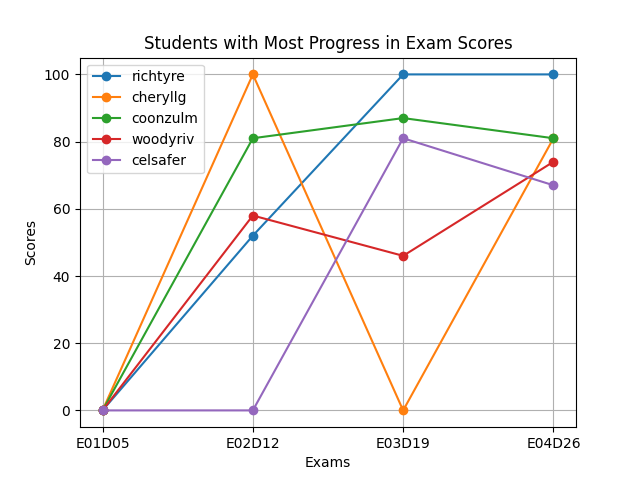 Students with Most Progress in Exam Scores
richtyre
cheryllg
coonzulm
woodyriv
celsafer
100
80
60
40
20
0
Scores
E01D05 E02D12 E03D19 E04D26
Exams